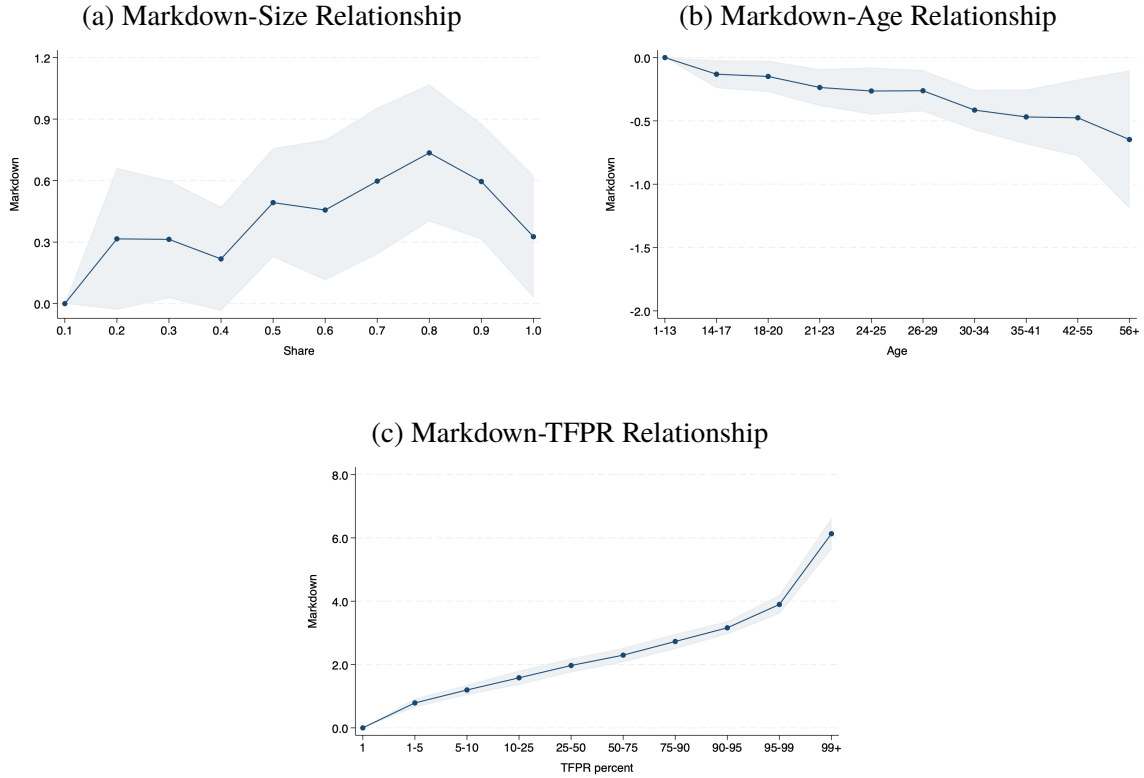 (a) Markdown-Size Relationship
1.2
0.9
0.6
0.3
0.0
Markdown
0.1 0.2 0.3 0.4 0.5 0.6 0.7 0.8 0.9 1.0
Share
(b) Markdown-Age Relationship
0.0
-0.5
-1.0
-1.5
-2.0
Markdown
1-13 14-17 18-20 21-23 24-25 26-29 30-34 35-41 42-55 56+
Age
(c) Markdown-TFPR Relationship
8.0
6.0
4.0
2.0
0.0
Markdown
1 1-5 5-10 10-25 25-50 50-75 75-90 90-95 95-99 99+
TFPR percent